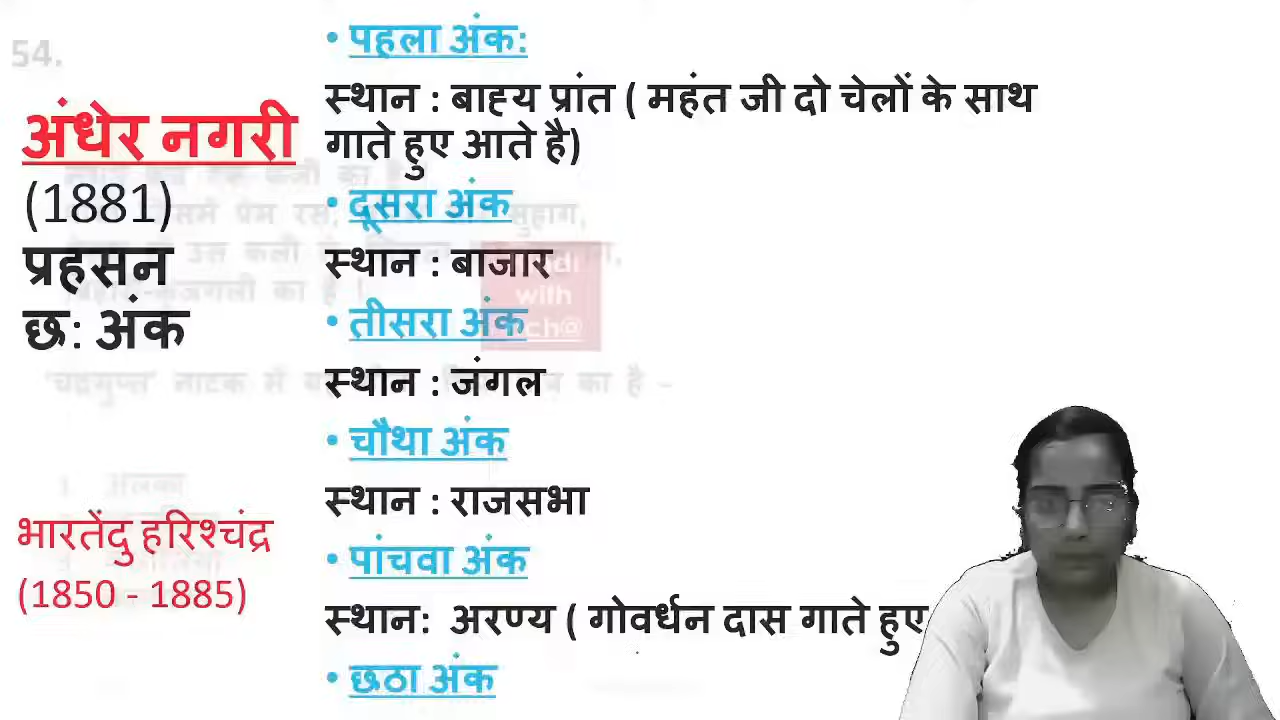 54.
अंधेर नगरी
(1881)
प्रहसन
छ: अंक
भारतेंदु हरिश्चंद्र
(1850 - 1885)
• पहला अंक:
स्थान : बाह्य प्रांत ( महंत जी दो चेलों के साथ
गाते हुए आते है)
• दूसरा अंक
स्थान : बाजार
• तीसरा अंक
स्थान : जंगल
• चौथा अंक
स्थान : राजसभा
• पांचवा अंक
स्थान: अरण्य ( गोवर्धन दास गाते हुए
• छठा अंक
with